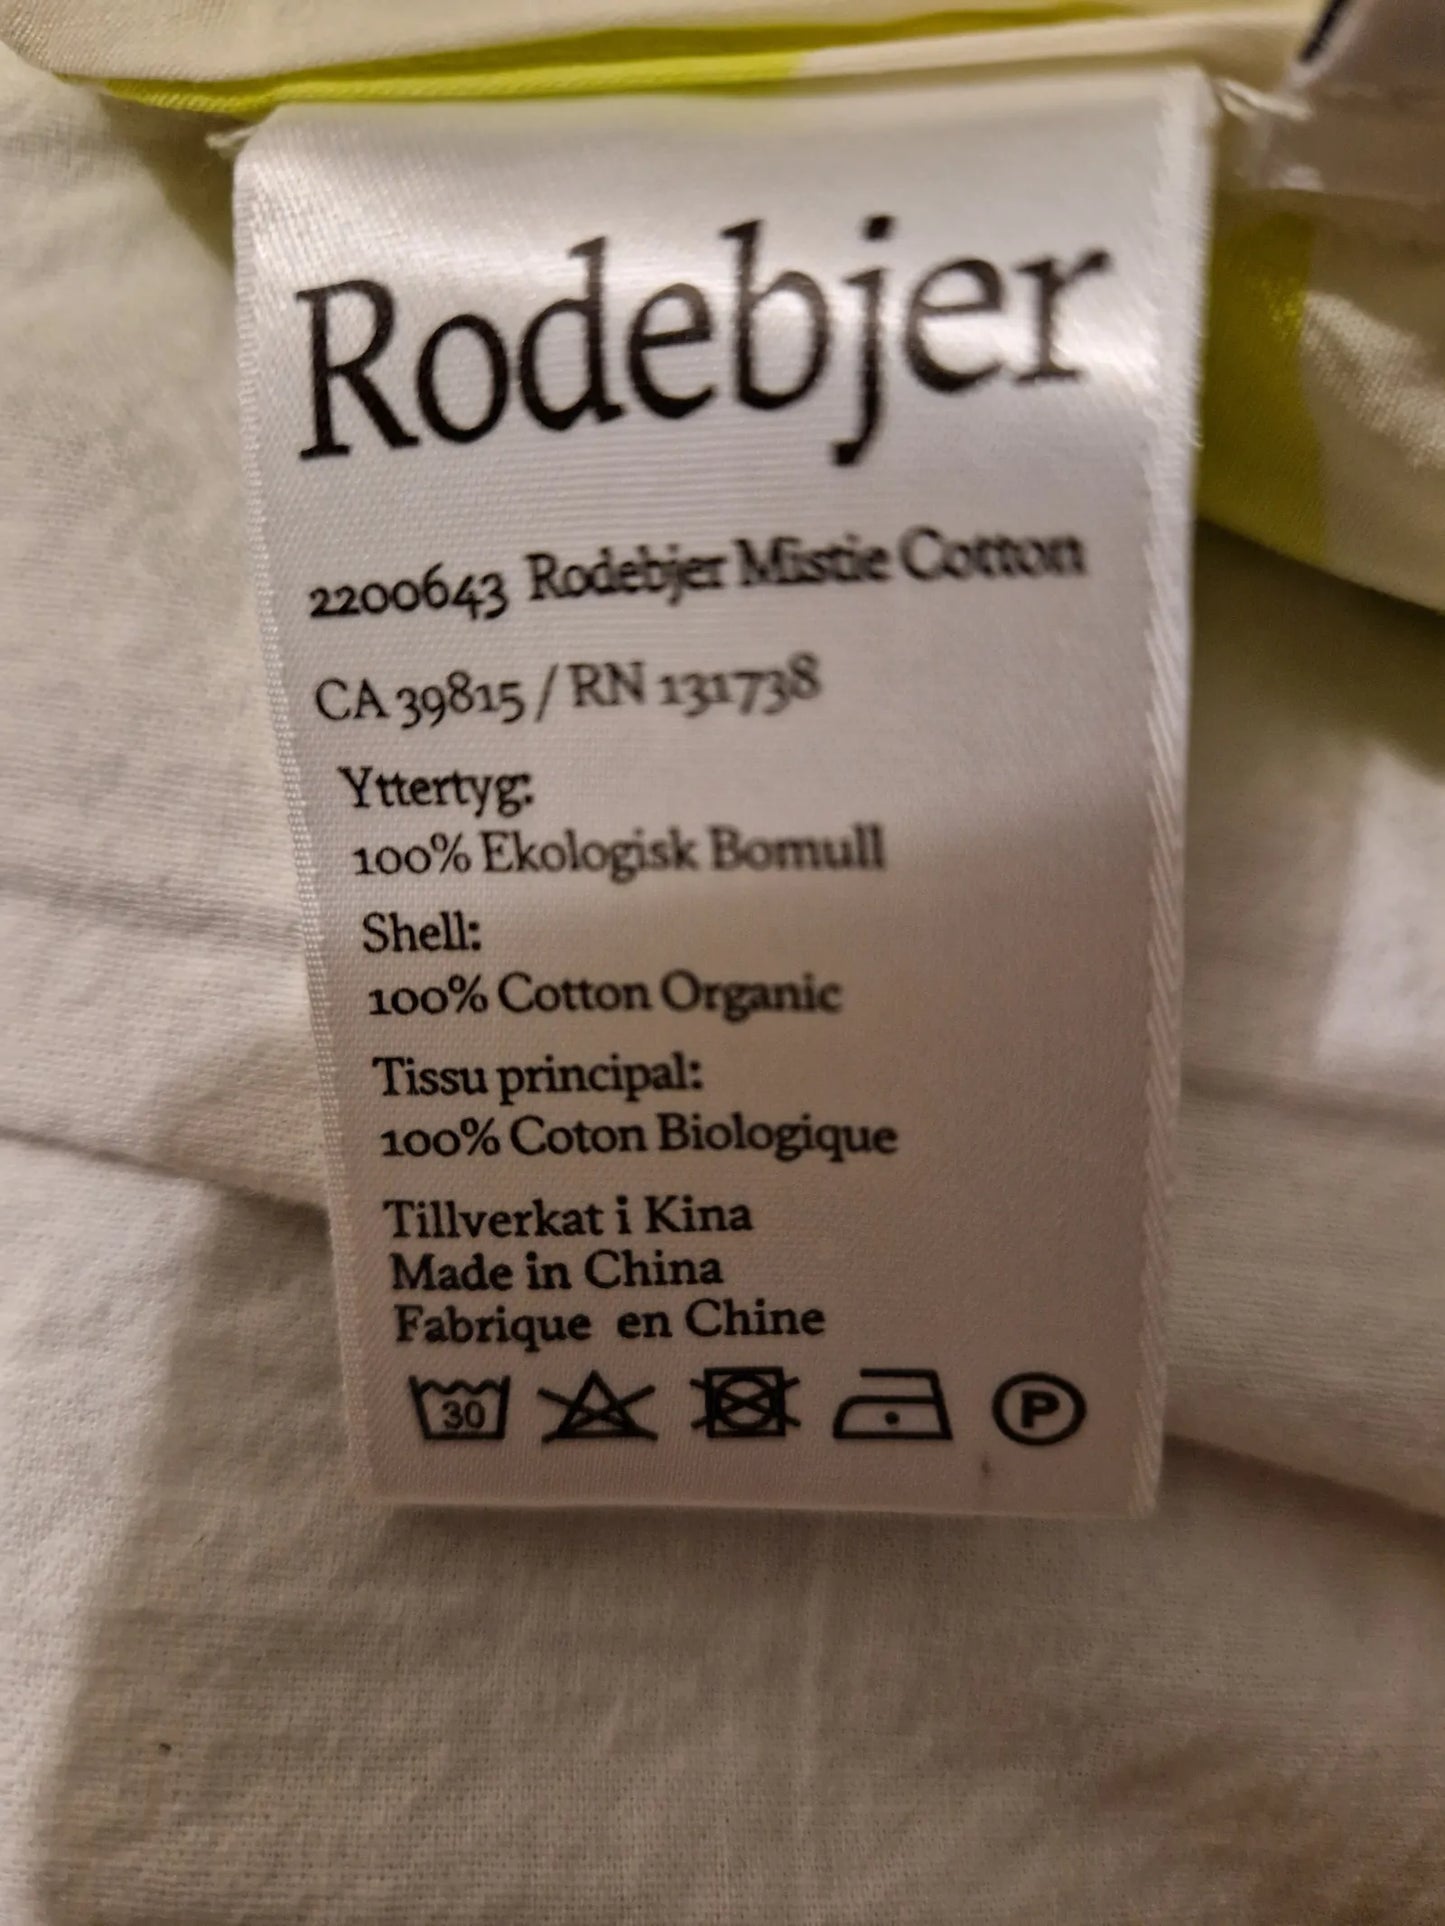 Rodebjer
2200643 Rodebjer Mistie Cotton
CA 39815 / RN 131738
Yttertyg:
100% Ekologisk Bomull
Shell:
100% Cotton Organic
Tissu principal:
100% Coton Biologique
Tillverkat i Kina
Made in China
Fabrique en Chine
30 P